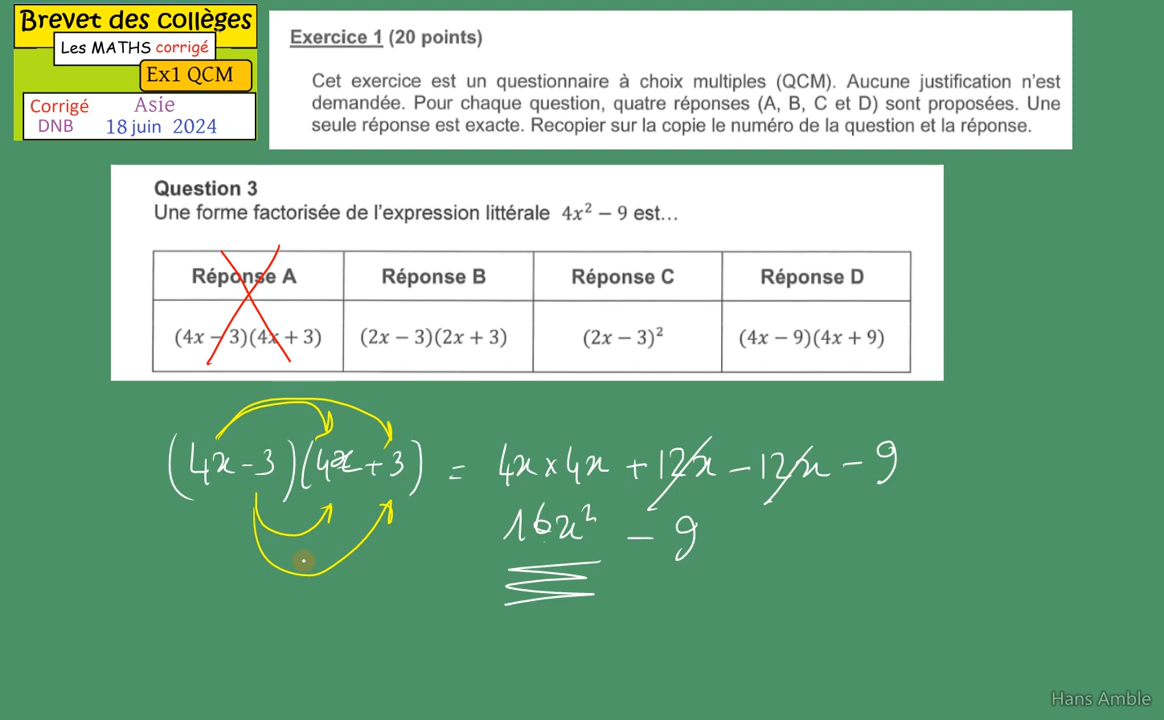 Brevet des collèges
Les MATHS corrigé
Ex1 QCM
Corrigé DNB
Asie
18 juin 2024
Exercice 1 (20 points)
Cet exercice est un questionnaire à choix multiples (QCM). Aucune justification n'est
demandée. Pour chaque question, quatre réponses (A, B, C et D) sont proposées. Une
seule réponse est exacte. Recopier sur la copie le numéro de la question et la réponse.
Question 3
Une forme factorisée de l'expression littérale 4x² − 9 est…
Réponse A Réponse B Réponse C Réponse D
(4x − 3)(4x + 3) (2x − 3)(2x + 3) (2x − 3)² (4x − 9)(4x + 9)
(4x - 3)(4x + 3) = 4x × 4x + 12x - 12x - 9
16x² - 9
Hans Amble